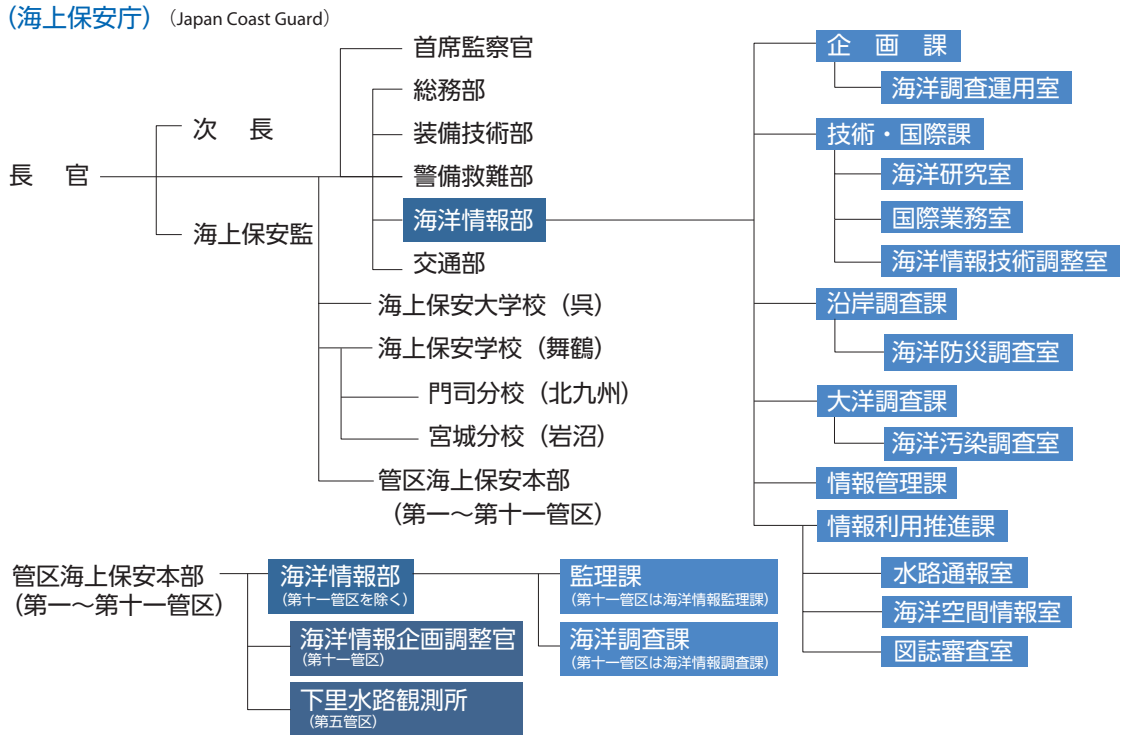 (海上保安庁) (Japan Coast Guard)
首席監察官
総務部
次　長
装備技術部
長　官
警備救難部
海洋情報部
海上保安監
交通部
海上保安大学校(呉)
海上保安学校(舞鶴)
門司分校(北九州)
宮城分校(岩沼)
管区海上保安本部
(第一〜第十一管区)
企　画　課
海洋調査運用室
技術・国際課
海洋研究室
国際業務室
海洋情報技術調整室
沿岸調査課
海洋防災調査室
大洋調査課
海洋汚染調査室
情報管理課
情報利用推進課
水路通報室
海洋空間情報室
図誌審査室
管区海上保安本部
(第一〜第十一管区)
海洋情報部
(第十一管区を除く)
海洋情報企画調整官
(第十一管区)
下里水路観測所
(第五管区)
監理課
(第十一管区は海洋情報監理課)
海洋調査課
(第十一管区は海洋情報調査課)